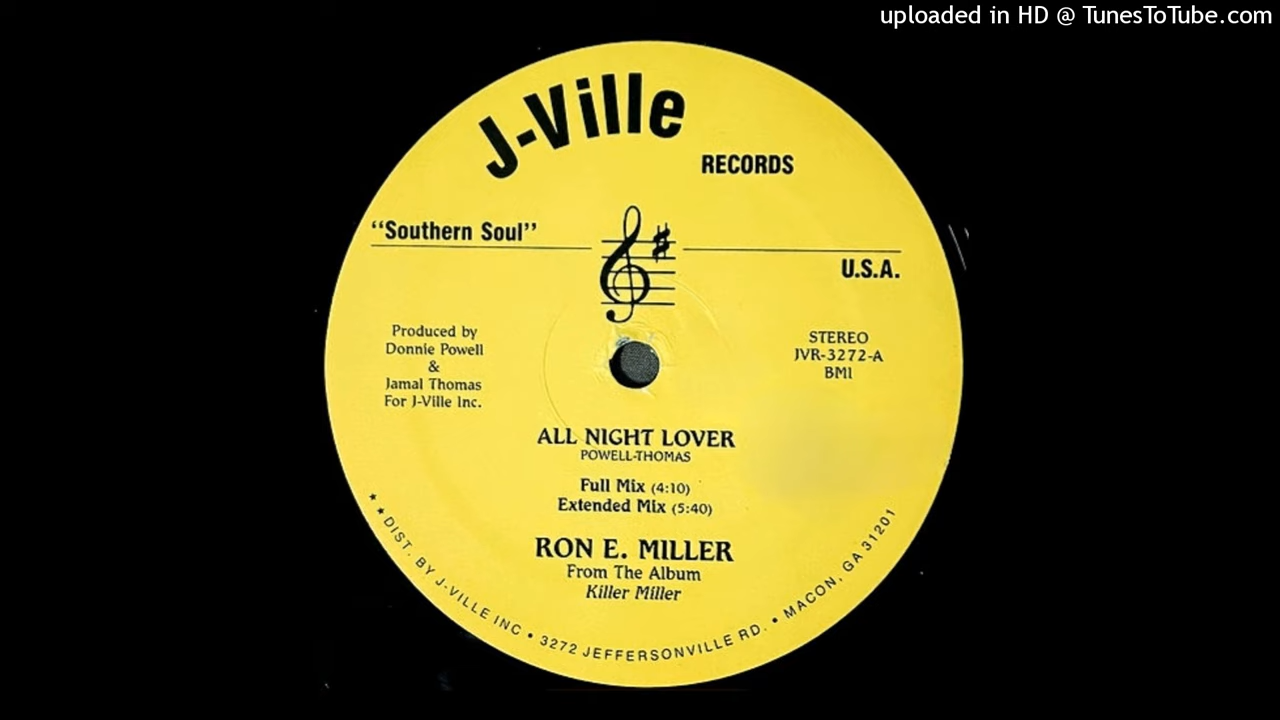 uploaded in HD @ TunesToTube.com
J-Ville
RECORDS
“Southern Soul”
U.S.A.
Produced by
Donnie Powell
&
Jamal Thomas
For J-Ville Inc.
STEREO
JVR-3272-A
BMI
ALL NIGHT LOVER
POWELL-THOMAS
Full Mix (4:10)
Extended Mix (5:40)
RON E. MILLER
From The Album
Killer Miller
★ ★ DIST. BY J-VILLE INC • 3272 JEFFERSONVILLE RD. • MACON, GA 31201